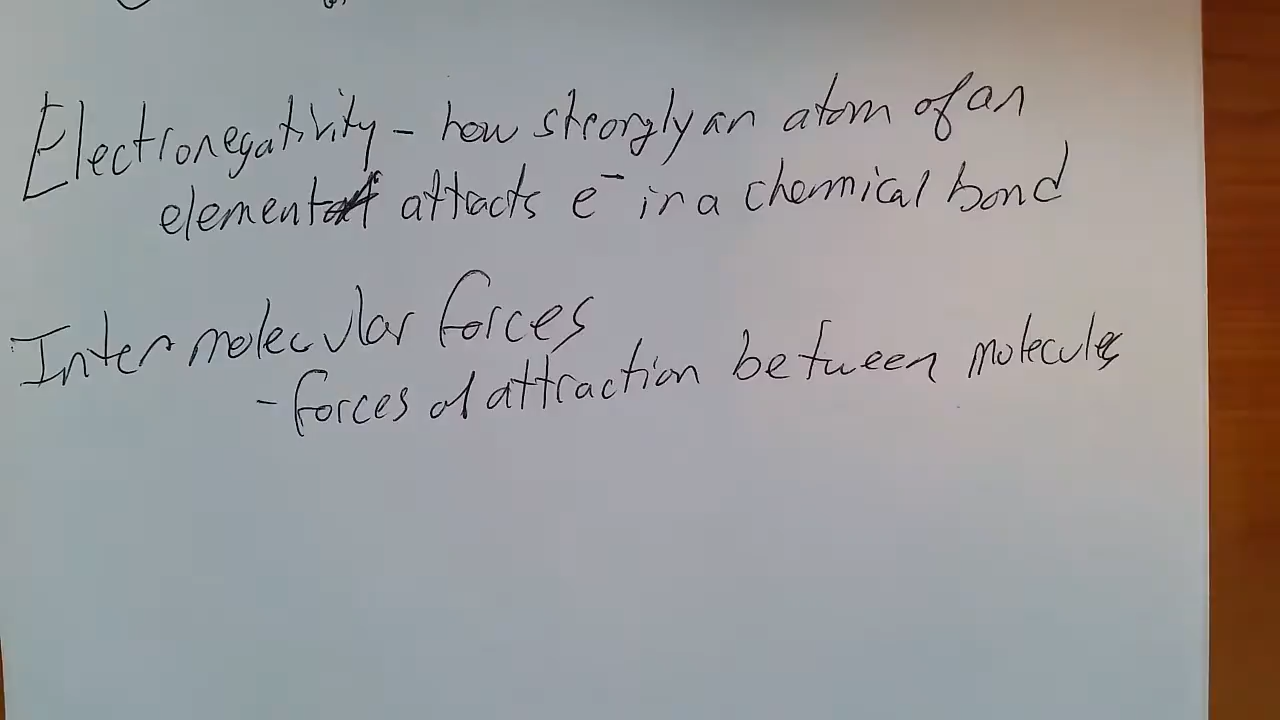 Electronegativity - how strongly an atom of an
element attracts e⁻ in a chemical bond
Intermolecular forces
- forces of attraction between molecules